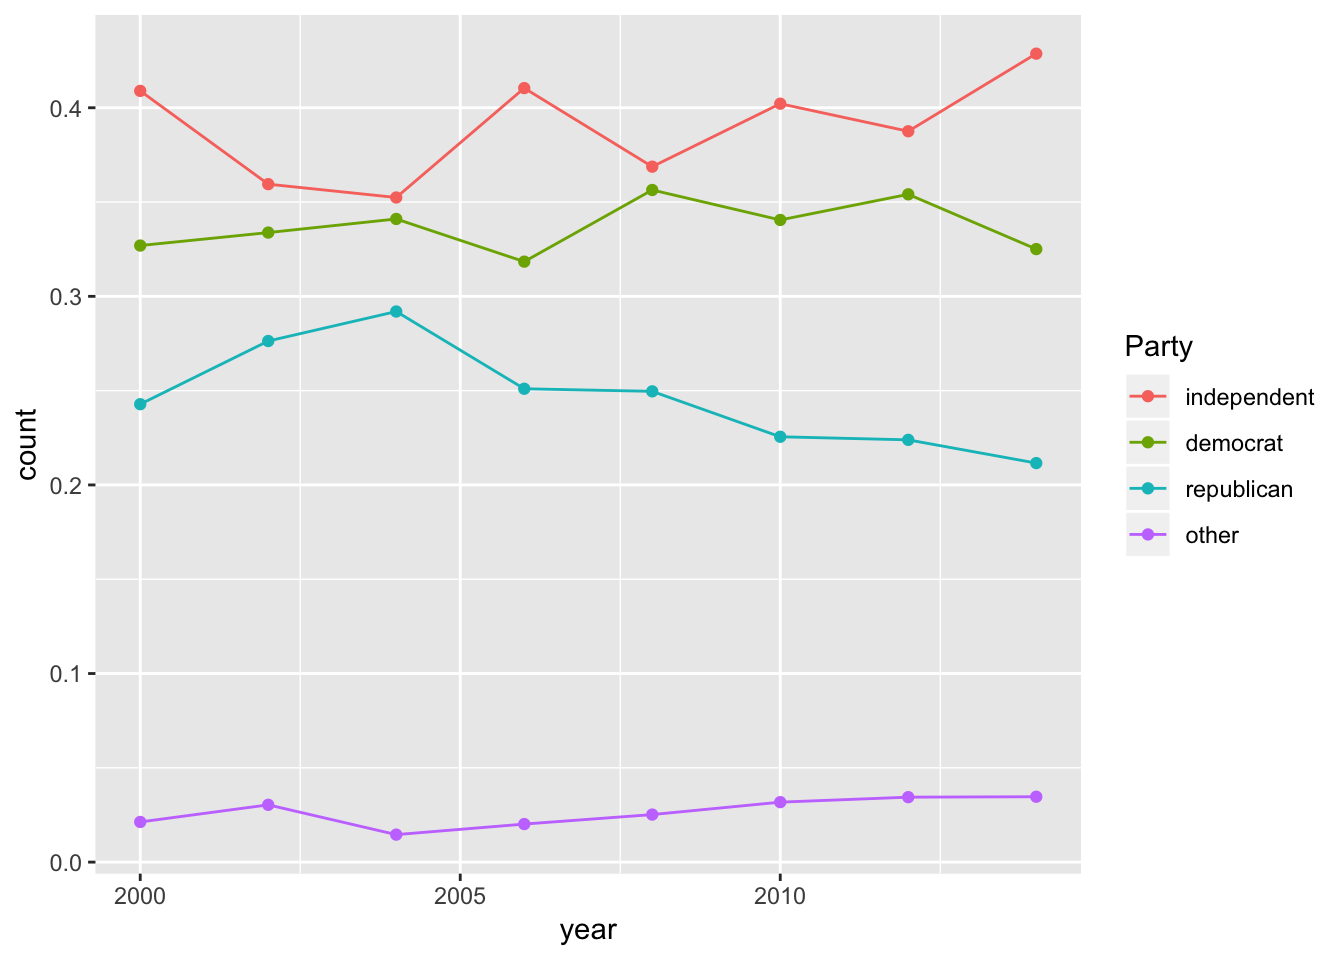 0.4
0.3
0.2
0.1
0.0
count
2000
2005
2010
year
Party
independent
democrat
republican
other